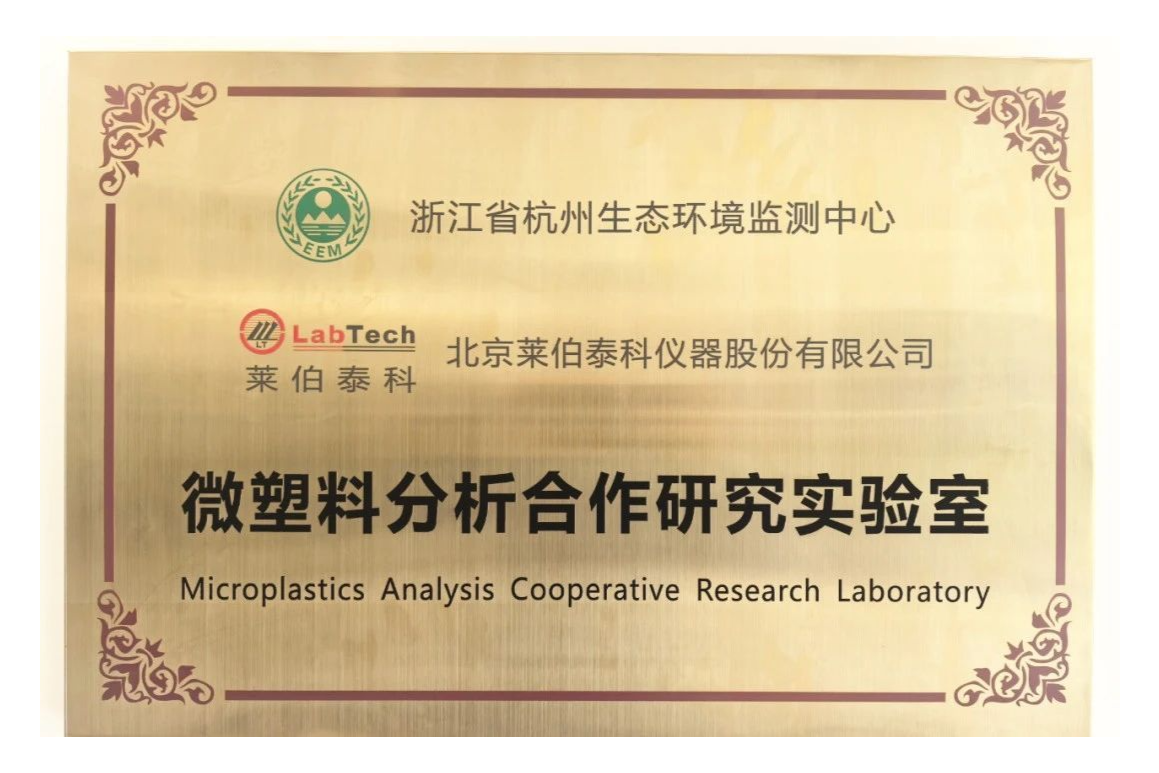 EEM
浙江省杭州生态环境监测中心
LT
LabTech
莱伯泰科
北京莱伯泰科仪器股份有限公司
微塑料分析合作研究实验室
Microplastics Analysis Cooperative Research Laboratory